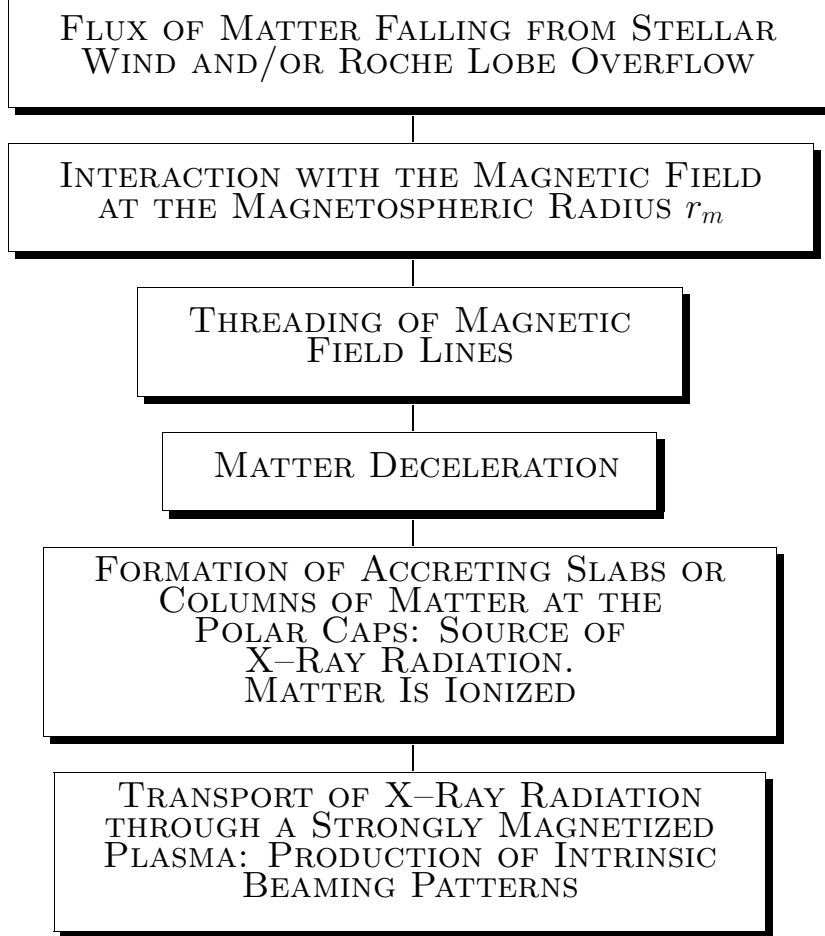 Flux of Matter Falling from Stellar
Wind and/or Roche Lobe Overflow
Interaction with the Magnetic Field
at the Magnetospheric Radius r_m
Threading of Magnetic
Field Lines
Matter Deceleration
Formation of Accreting Slabs or
Columns of Matter at the
Polar Caps: Source of
X–Ray Radiation.
Matter Is Ionized
Transport of X–Ray Radiation
through a Strongly Magnetized
Plasma: Production of Intrinsic
Beaming Patterns